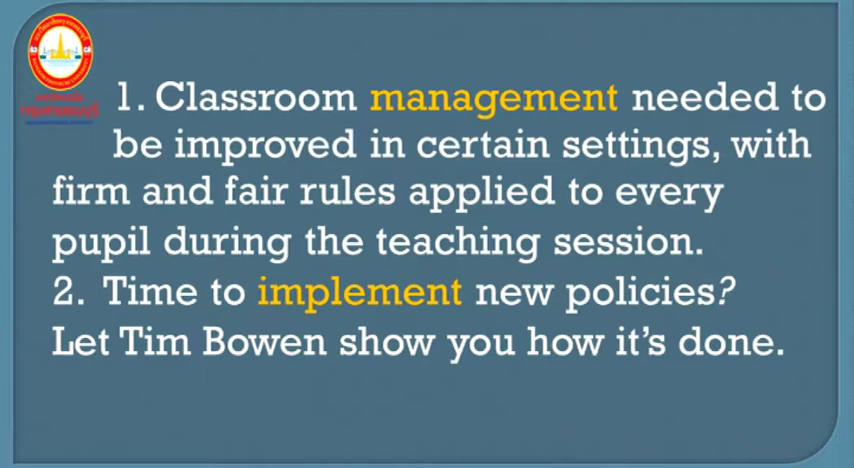 1. Classroom management needed to
be improved in certain settings, with
firm and fair rules applied to every
pupil during the teaching session.
2. Time to implement new policies?
Let Tim Bowen show you how it's done.